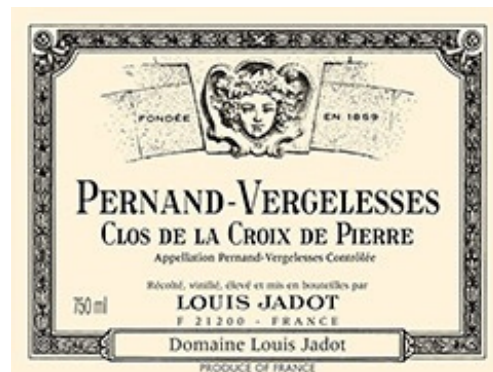 FONDÉE EN 1859
PERNAND-VERGELESSES
CLOS DE LA CROIX DE PIERRE
Appellation Pernand-Vergelesses Contrôlée
Récolté, vinifié, élevé et mis en bouteilles par
750 ml LOUIS JADOT
F 21200 - FRANCE
Domaine Louis Jadot
PRODUCE OF FRANCE